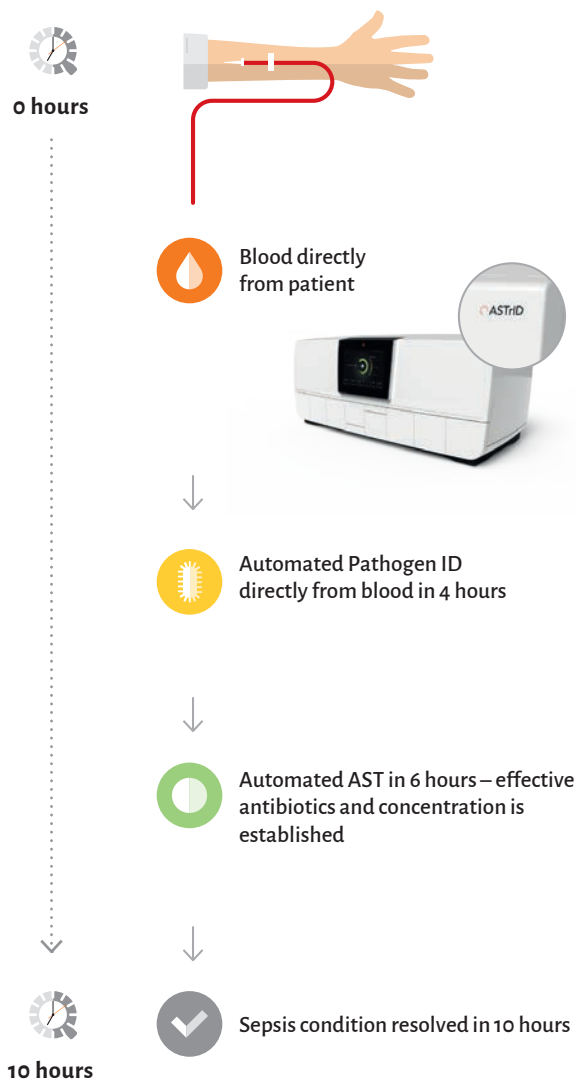 0 hours
Blood directly
from patient
ASTrID
Automated Pathogen ID
directly from blood in 4 hours
Automated AST in 6 hours – effective
antibiotics and concentration is
established
Sepsis condition resolved in 10 hours
10 hours